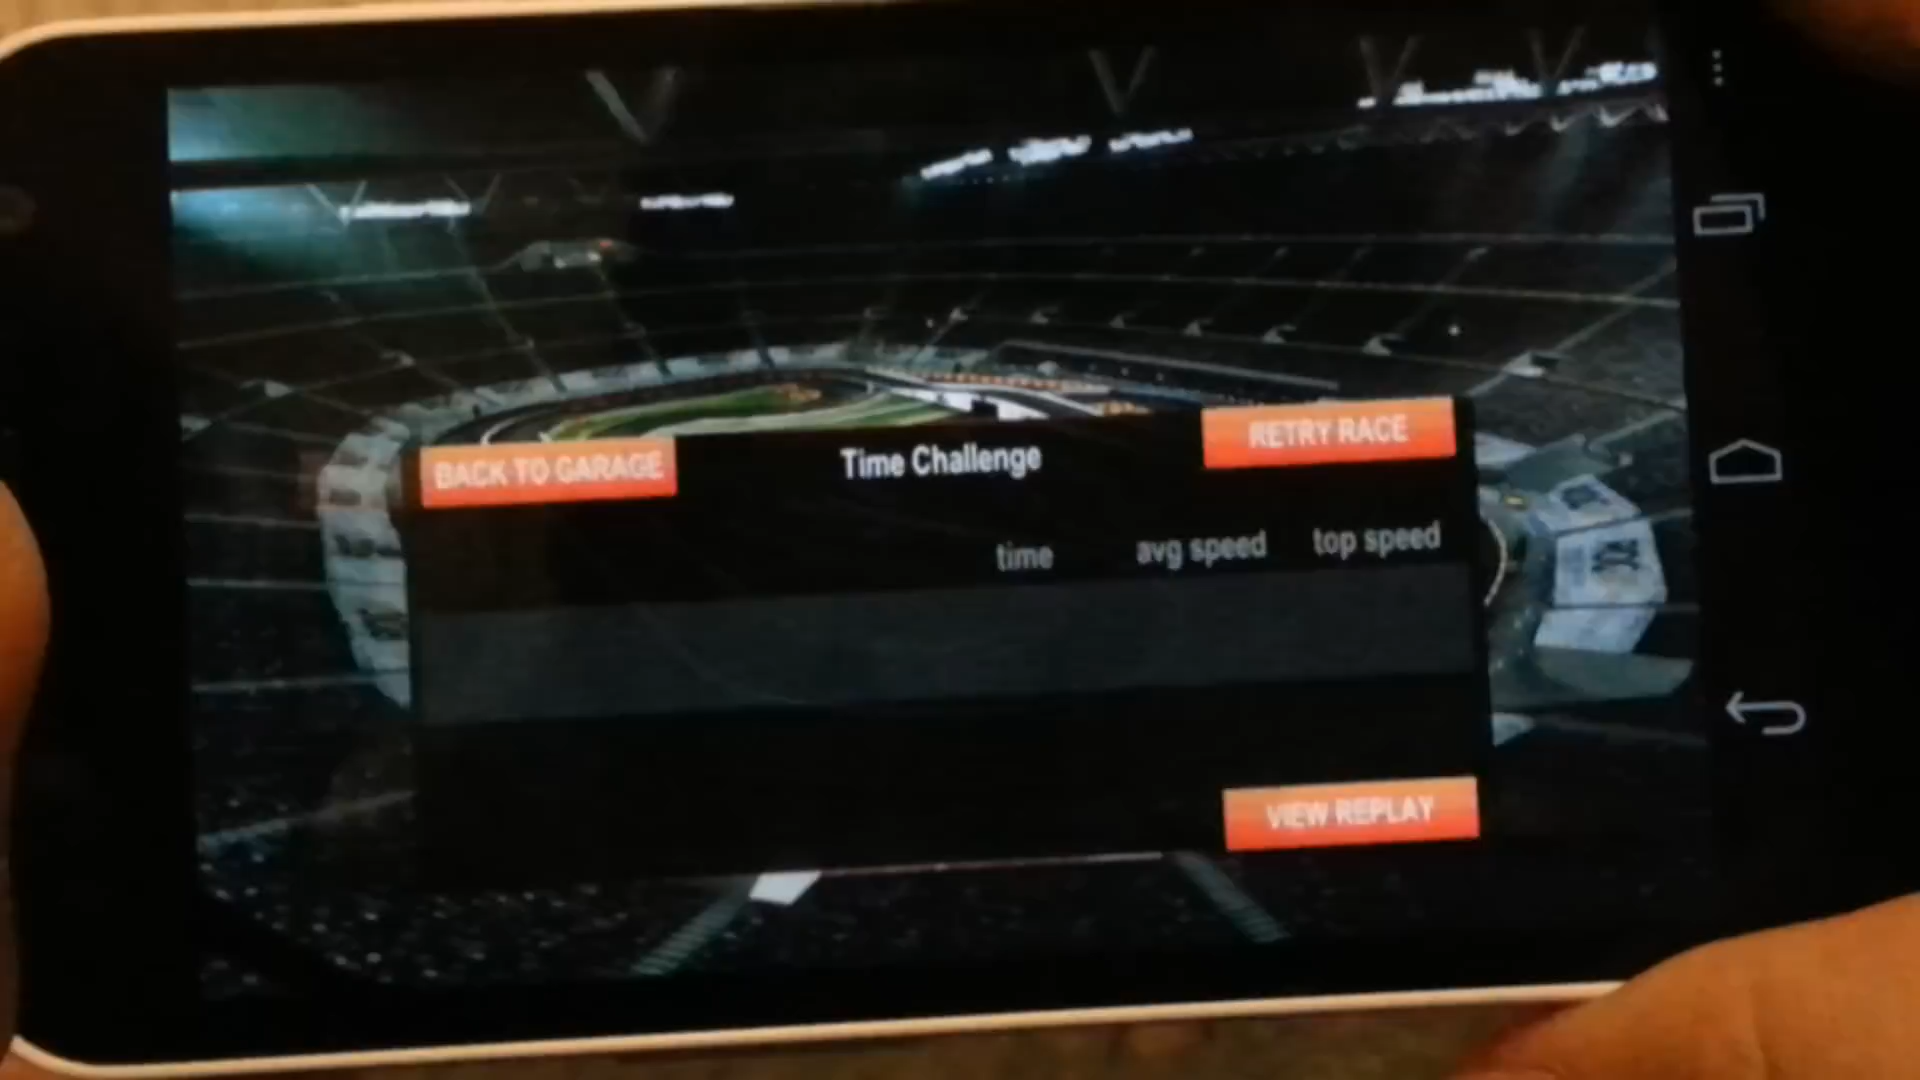 BACK TO GARAGE
Time Challenge
RETRY RACE
time
avg speed
top speed
VIEW REPLAY